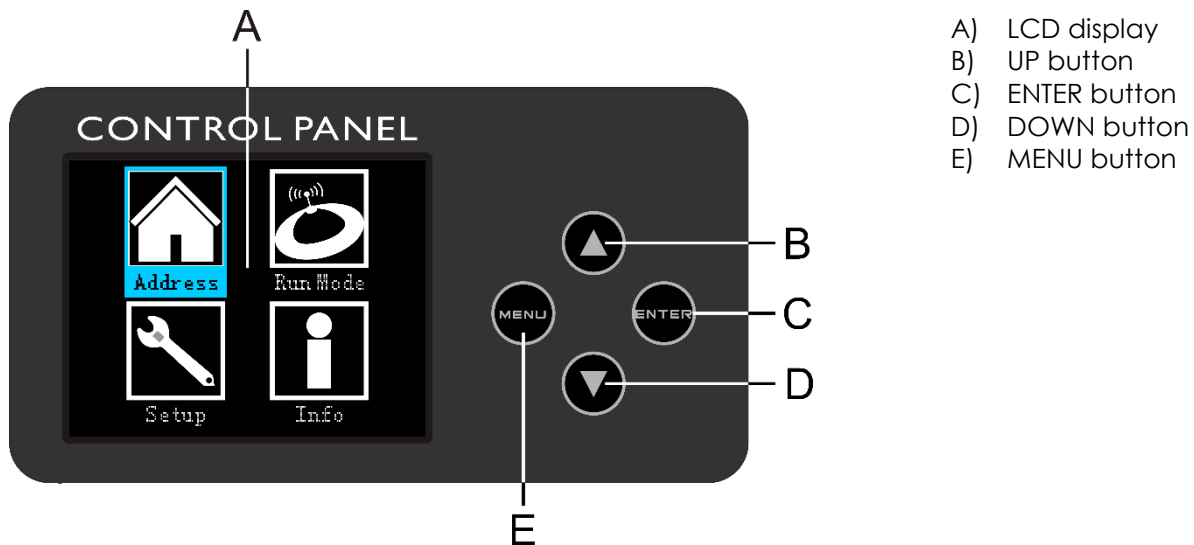 A
CONTROL PANEL
Address
Run Mode
Setup
Info
MENU
ENTER
B
C
D
E
A) LCD display
B) UP button
C) ENTER button
D) DOWN button
E) MENU button